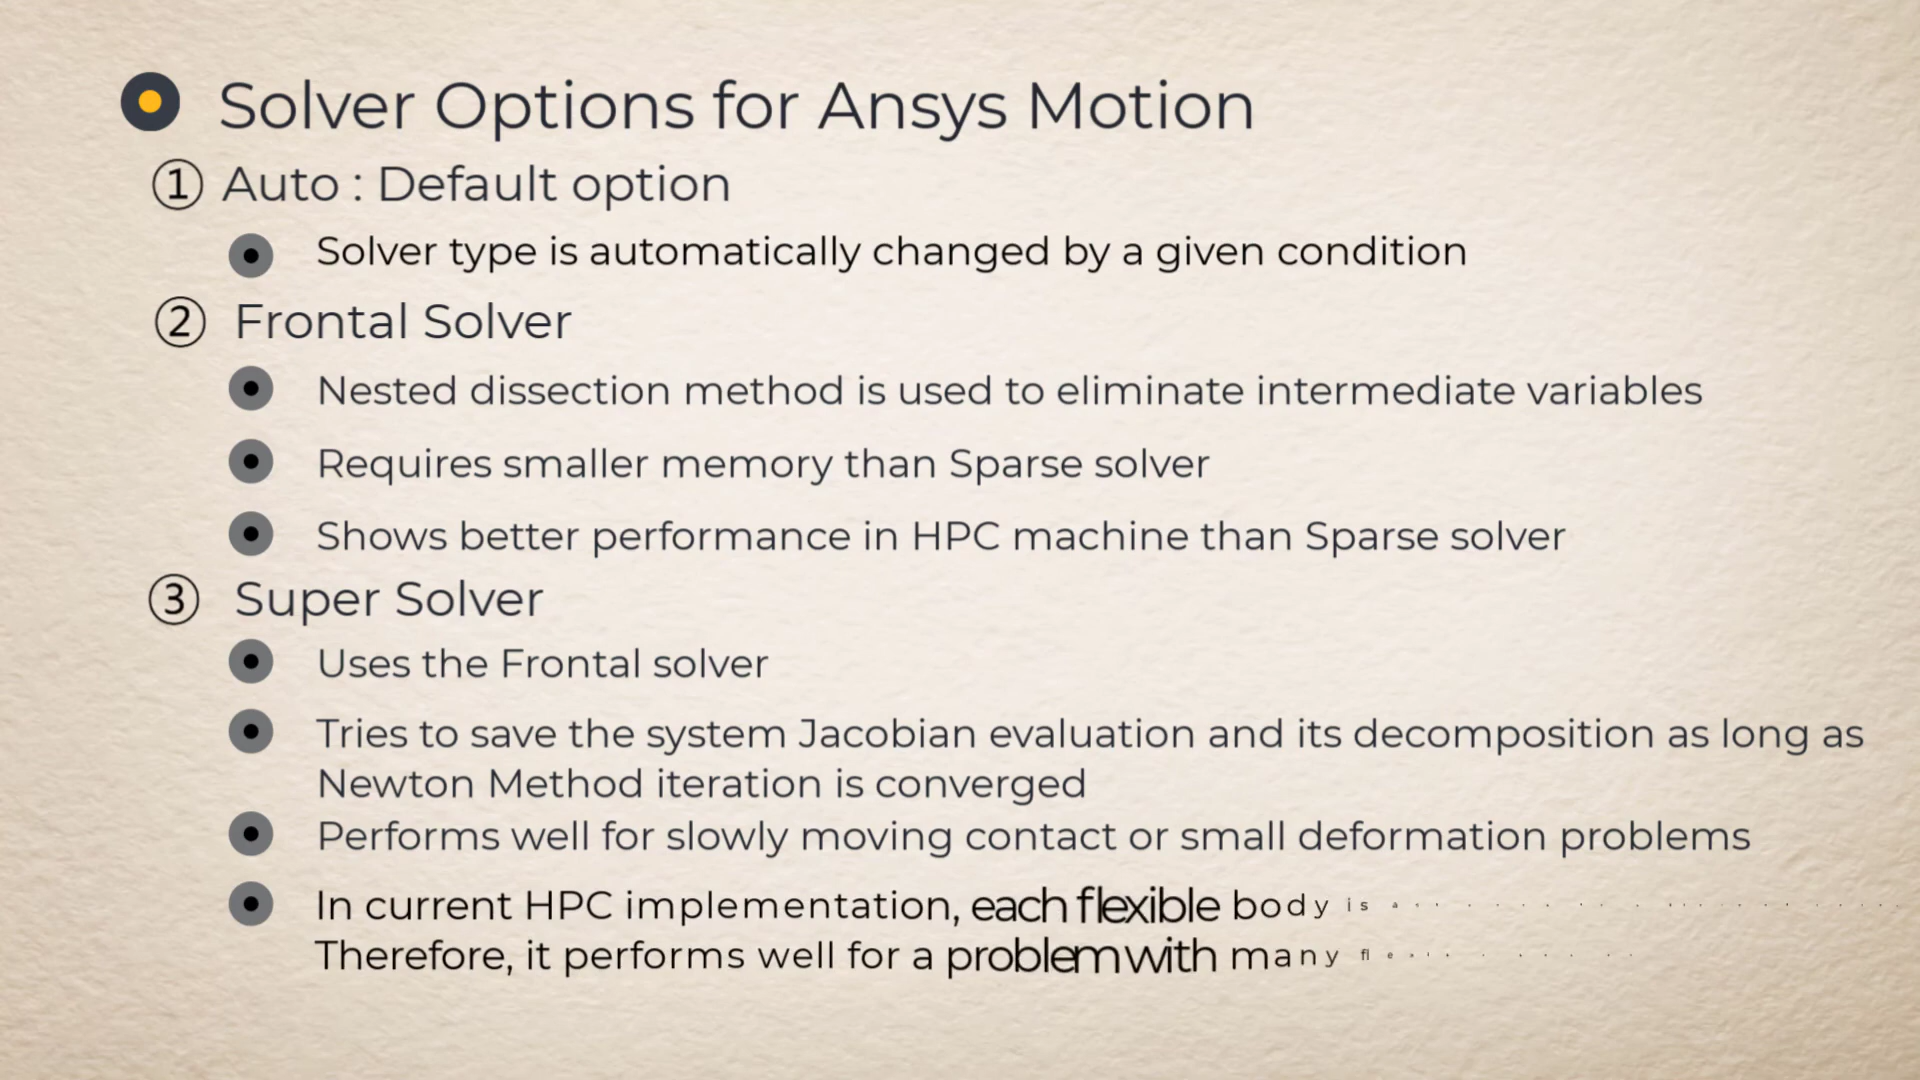 Solver Options for Ansys Motion
① Auto : Default option
Solver type is automatically changed by a given condition
② Frontal Solver
Nested dissection method is used to eliminate intermediate variables
Requires smaller memory than Sparse solver
Shows better performance in HPC machine than Sparse solver
③ Super Solver
Uses the Frontal solver
Tries to save the system Jacobian evaluation and its decomposition as long as
Newton Method iteration is converged
Performs well for slowly moving contact or small deformation problems
In current HPC implementation, each flexible body is
Therefore, it performs well for a problem with many